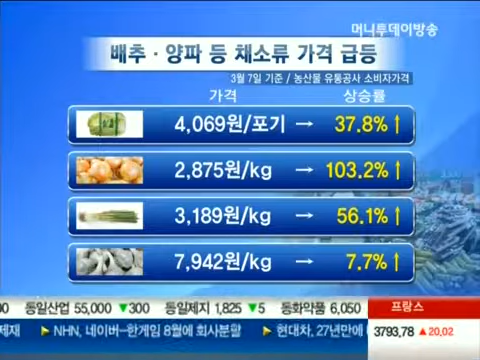 머니투데이방송
배추·양파 등 채소류 가격 급등
3월 7일 기준 / 농산물 유통공사 소비자가격
가격 상승률
4,069원/포기 → 37.8% ↑
2,875원/kg → 103.2% ↑
3,189원/kg → 56.1% ↑
7,942원/kg → 7.7% ↑
00 동일산업 55,000 ▼300 동일제지 1,825 ▼5 동화약품 6,050 프랑스
제재 ▶ NHN, 네이버-한게임 8월에 회사분할 ▶ 현대차, 27년만에 3793,78 ▲20,02